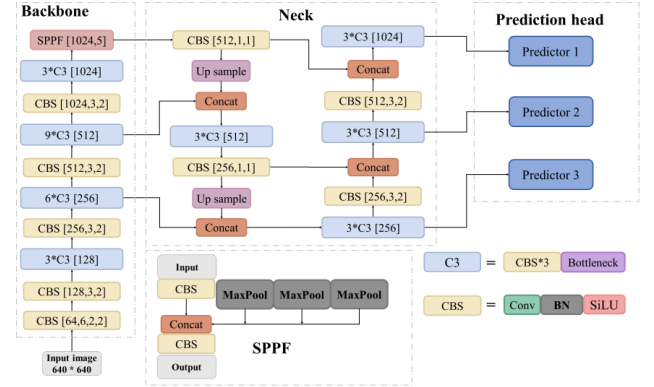 Backbone
SPPF [1024,5]
3*C3 [1024]
CBS [1024,3,2]
9*C3 [512]
CBS [512,3,2]
6*C3 [256]
CBS [256,3,2]
3*C3 [128]
CBS [128,3,2]
CBS [64,6,2,2]
Input image
640 * 640
Neck
CBS [512,1,1]
Up sample
Concat
3*C3 [512]
CBS [256,1,1]
Up sample
Concat
3*C3 [1024]
Concat
CBS [512,3,2]
3*C3 [512]
Concat
CBS [256,3,2]
3*C3 [256]
Prediction head
Predictor 1
Predictor 2
Predictor 3
Input
CBS
MaxPool MaxPool MaxPool
Concat
CBS
Output
SPPF
C3 = CBS*3 Bottleneck
CBS = Conv BN SiLU